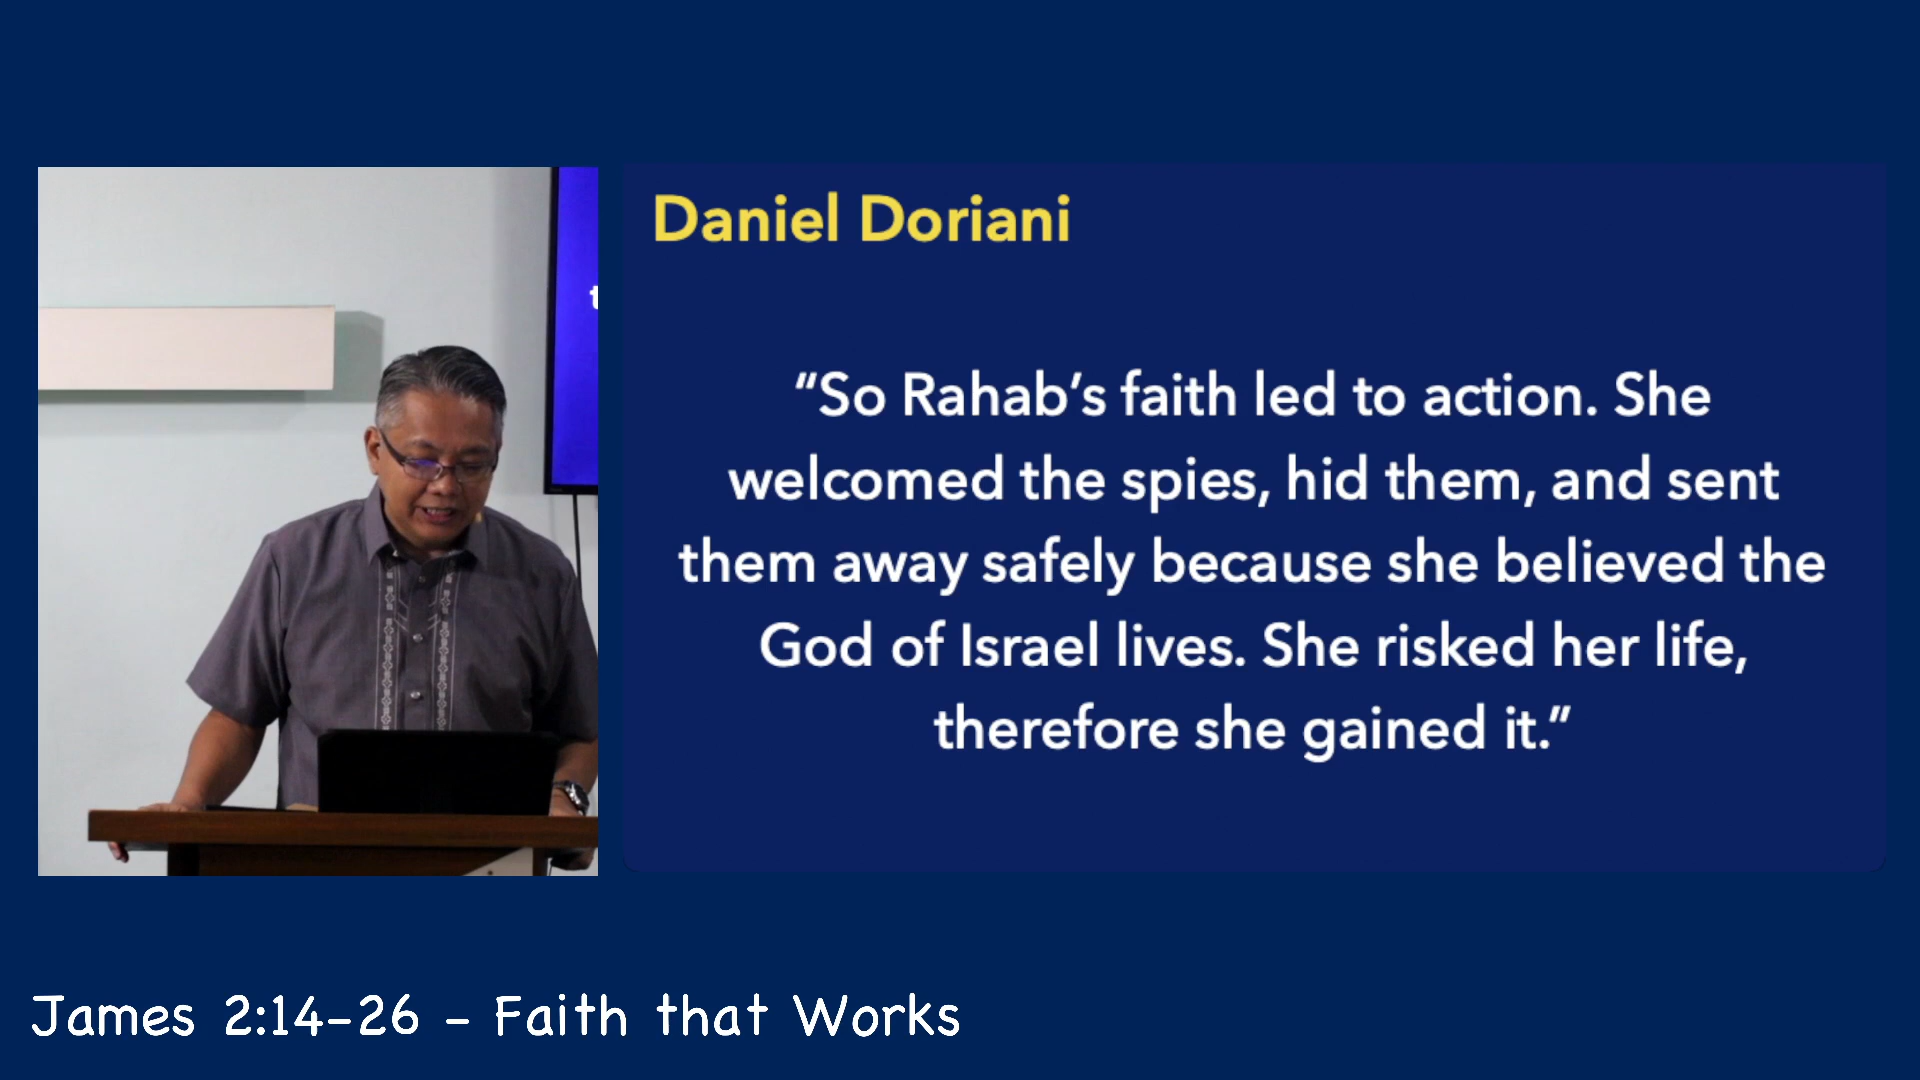 Daniel Doriani
“So Rahab’s faith led to action. She
welcomed the spies, hid them, and sent
them away safely because she believed the
God of Israel lives. She risked her life,
therefore she gained it.”
t
James 2:14-26 - Faith that Works